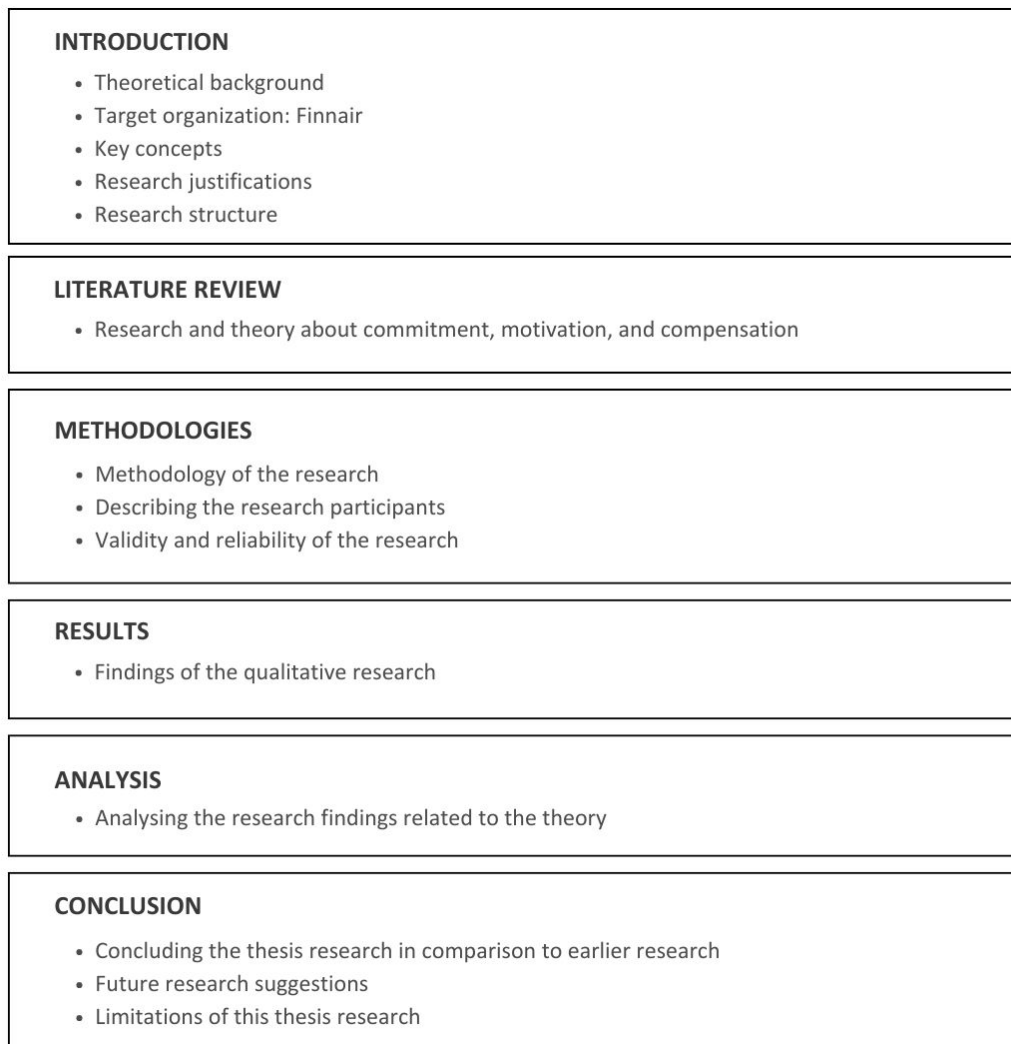 INTRODUCTION
• Theoretical background
• Target organization: Finnair
• Key concepts
• Research justifications
• Research structure
LITERATURE REVIEW
• Research and theory about commitment, motivation, and compensation
METHODOLOGIES
• Methodology of the research
• Describing the research participants
• Validity and reliability of the research
RESULTS
• Findings of the qualitative research
ANALYSIS
• Analysing the research findings related to the theory
CONCLUSION
• Concluding the thesis research in comparison to earlier research
• Future research suggestions
• Limitations of this thesis research